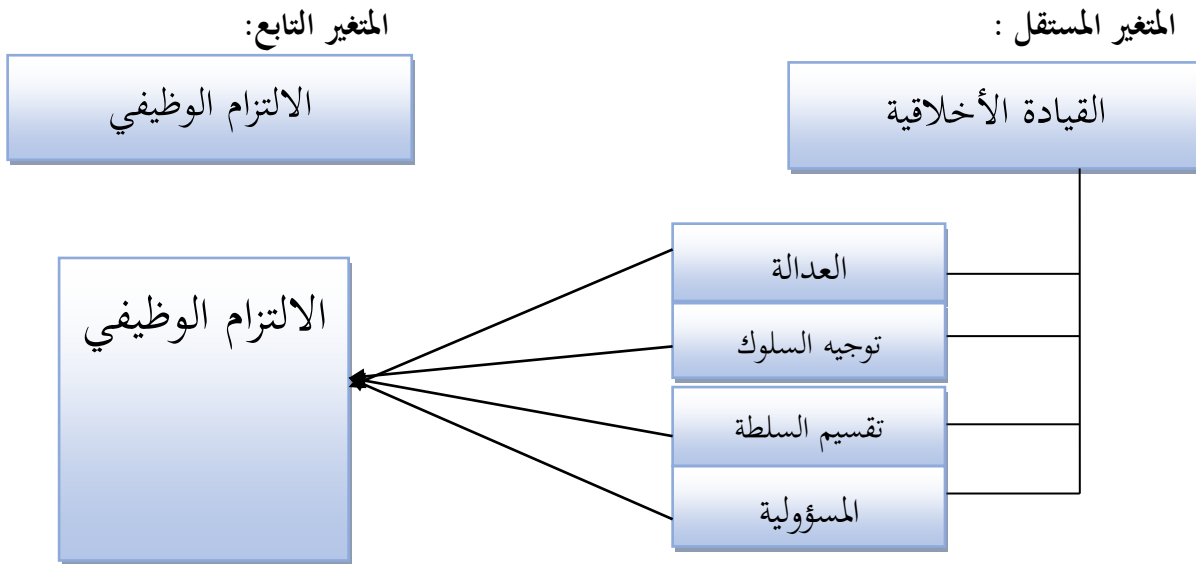 المتغير المستقل :
المتغير التابع:
القيادة الأخلاقية
الالتزام الوظيفي
العدالة
توجيه السلوك
تقسيم السلطة
المسؤولية
الالتزام الوظيفي